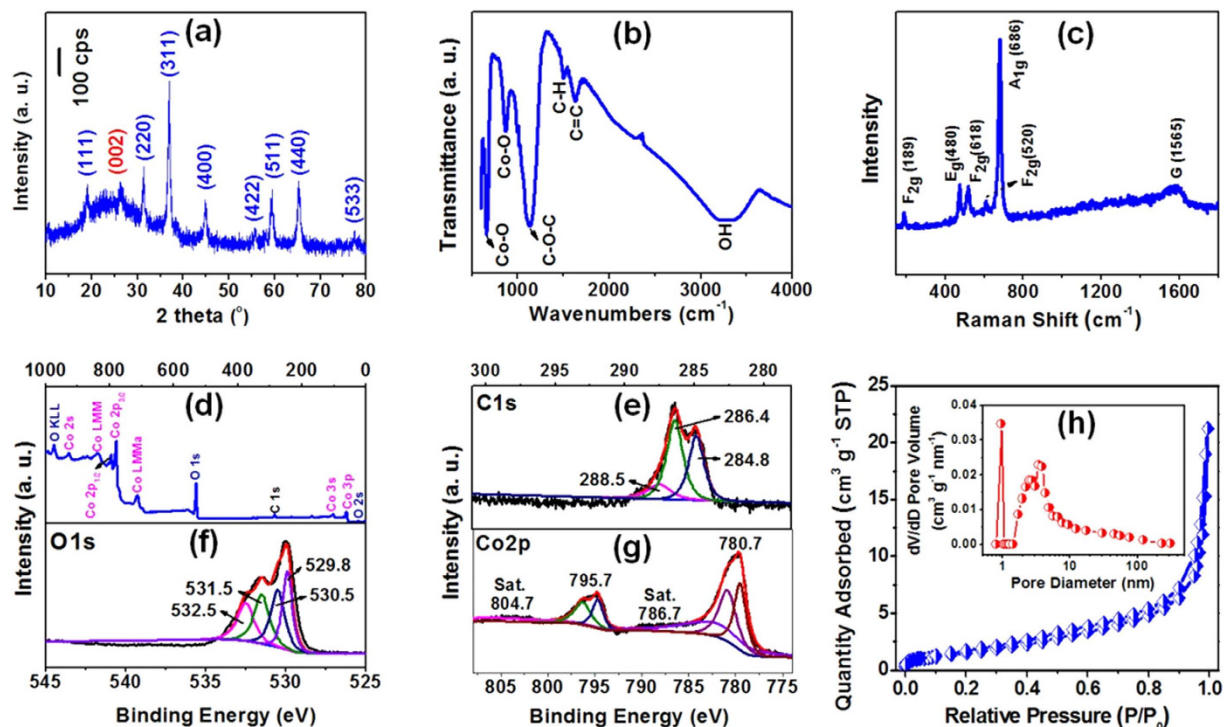 (a)
100 cps
(111)
(002)
(220)
(311)
(400)
(422)
(511)
(440)
(533)
Intensity (a. u.)
10 20 30 40 50 60 70 80
2 theta (°)
(b)
Transmittance (a. u.)
Co-O
Co-O
C-O-C
C-H
C=C
OH
1000 2000 3000 4000
Wavenumbers (cm⁻¹)
(c)
Intensity
F2g (189)
Eg (480)
F2g (618)
A1g (686)
F2g (520)
G (1565)
400 800 1200 1600
Raman Shift (cm⁻¹)
1000 800 600 400 200 0
(d)
O KLL
Co 2s
Co LMM
Co 2p1/2
Co 2p3/2
Co LMMa
O 1s
C 1s
Co 3s
Co 3p
O 2s
Intensity (a. u.)
O1s
(f)
531.5
532.5
529.8
530.5
545 540 535 530 525
Binding Energy (eV)
301 298 295 292 289 286 283 280
C1s
(e)
286.4
284.8
288.5
Intensity (a. u.)
Co2p
(g)
780.7
Sat.
804.7
795.7
Sat.
786.7
805 800 795 790 785 780 775
Binding Energy (eV)
Quantity Adsorbed (cm³ g⁻¹ STP)
25
20
15
10
5
0
(h)
dV/dD Pore Volume
(cm³ g⁻¹ nm⁻¹)
0.04
0.03
0.02
0.01
0.00
1 10 100
Pore Diameter (nm)
0.0 0.2 0.4 0.6 0.8 1.0
Relative Pressure (P/P0)